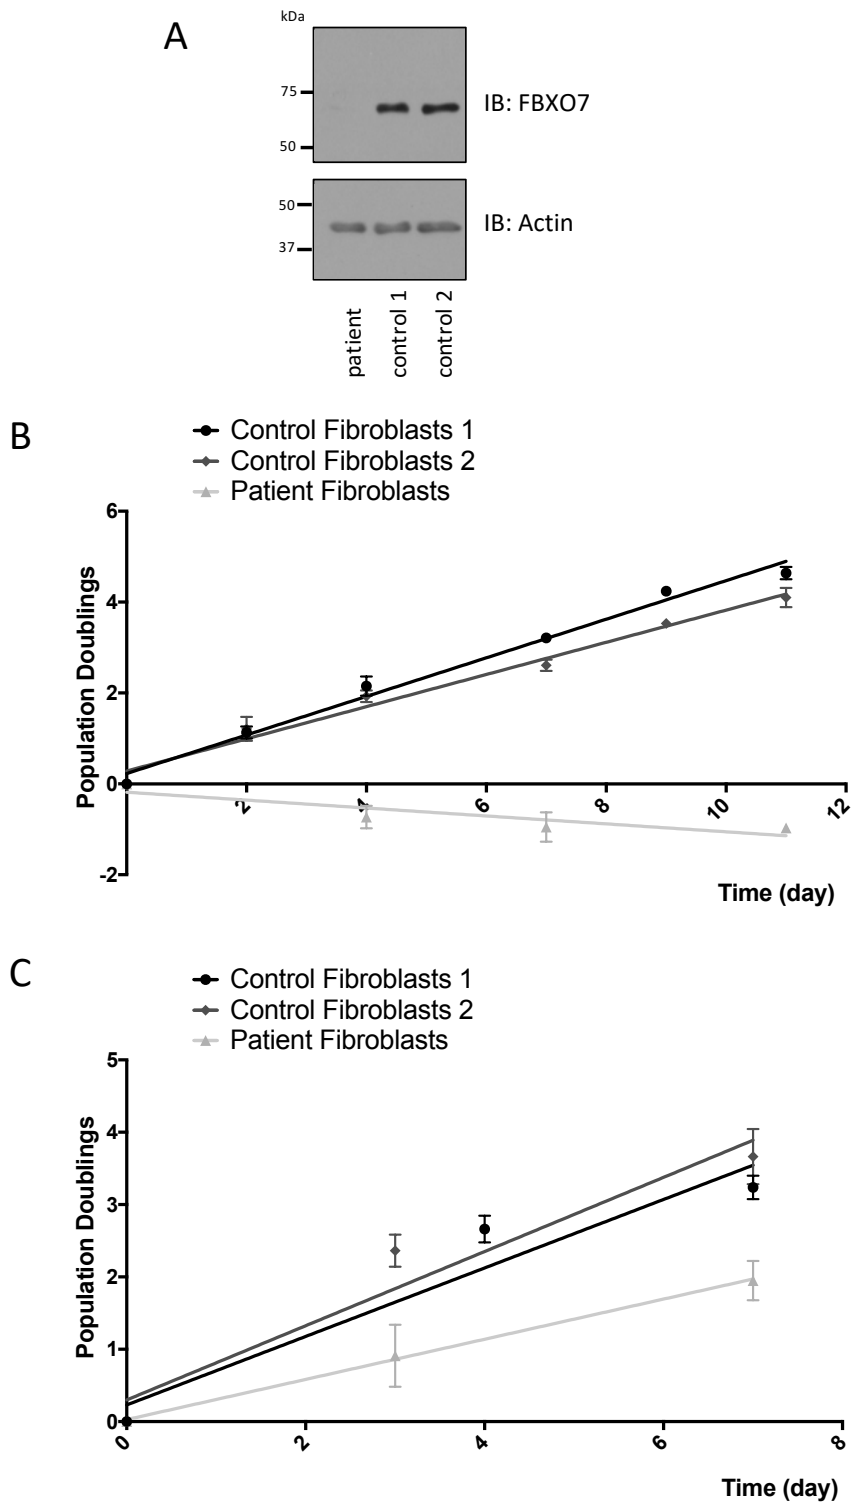 A
kDa
75
50
IB: FBXO7
50
37
IB: Actin
patient
control 1
control 2
B
Control Fibroblasts 1
Control Fibroblasts 2
Patient Fibroblasts
Population Doublings
6
4
2
0
-2
2
4
6
8
10
12
Time (day)
C
Control Fibroblasts 1
Control Fibroblasts 2
Patient Fibroblasts
Population Doublings
5
4
3
2
1
0
0
2
4
6
8
Time (day)